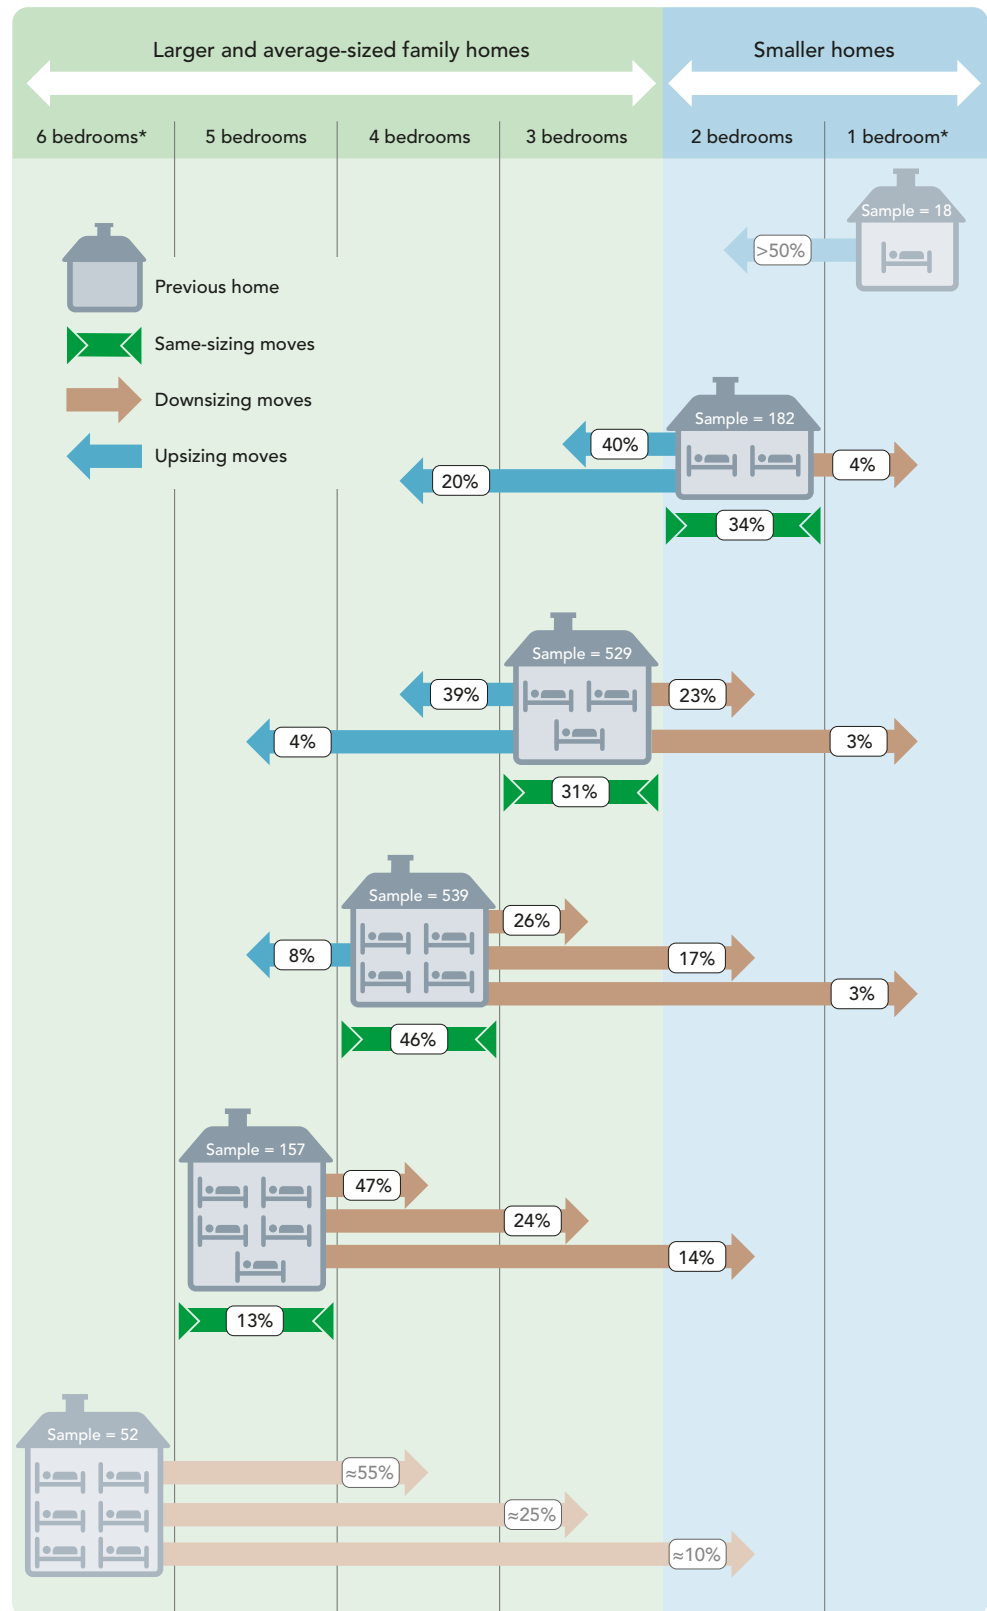 Larger and average-sized family homes
Smaller homes
6 bedrooms*
5 bedrooms
4 bedrooms
3 bedrooms
2 bedrooms
1 bedroom*
Sample = 18
>50%
Previous home
Same-sizing moves
Downsizing moves
Upsizing moves
Sample = 182
40%
4%
20%
34%
Sample = 529
39%
23%
4%
3%
31%
Sample = 539
26%
8%
17%
3%
46%
Sample = 157
47%
24%
14%
13%
Sample = 52
≈55%
≈25%
≈10%